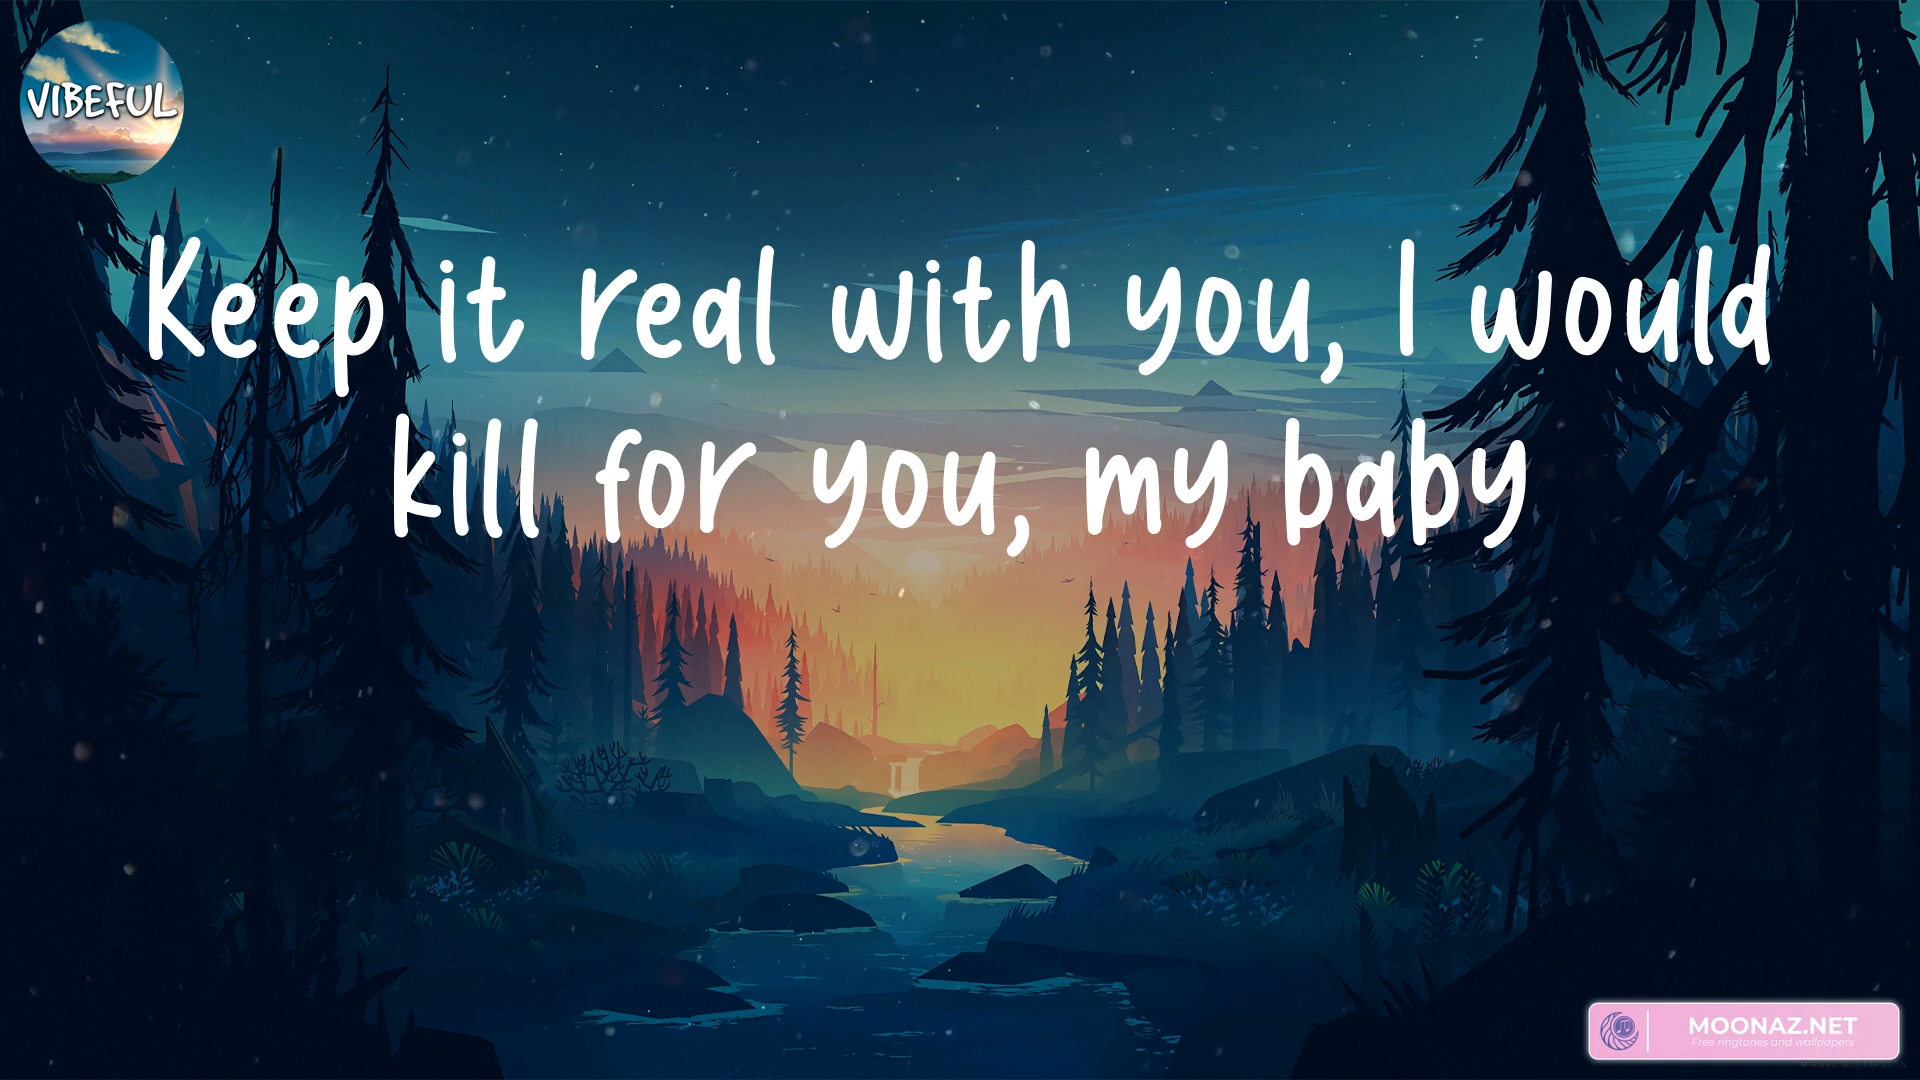 VIBEFUL
Keep it real with you, I would
kill for you, my baby
MOONAZ.NET
Free ringtones and wallpapers